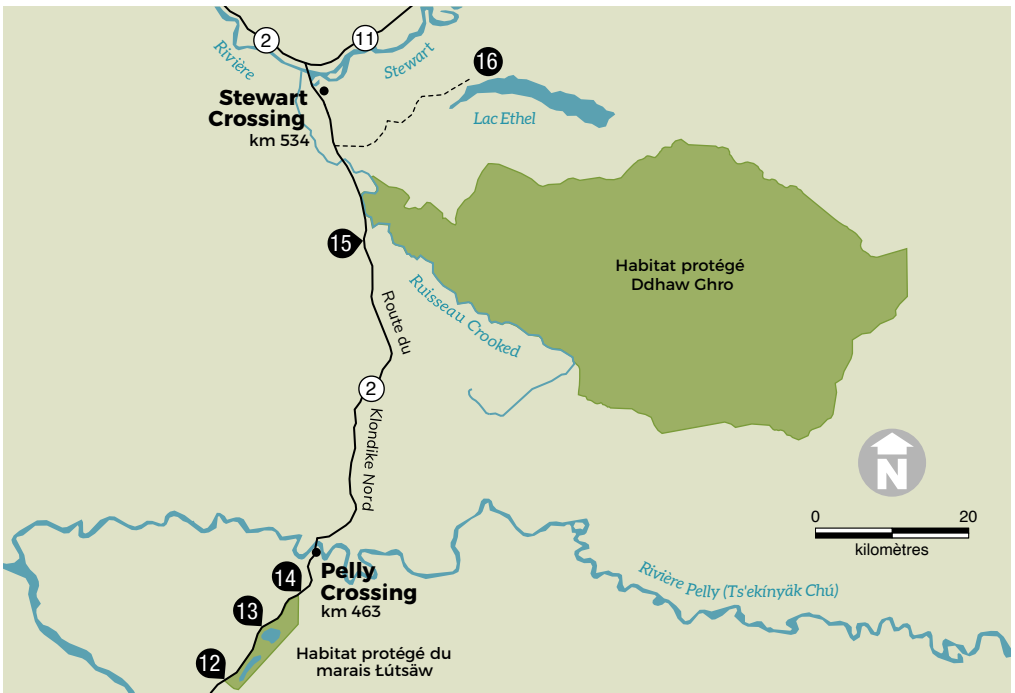 2
11
Rivière
Stewart
16
Stewart
Crossing
km 534
Lac Ethel
15
Habitat protégé
Ddhaw Ghro
Ruisseau Crooked
Route du
2
Klondike Nord
N
0 20
kilomètres
Pelly
Crossing
km 463
14
Rivière Pelly (Ts'ekínyäk Chú)
13
12
Habitat protégé du
marais Łútsäw